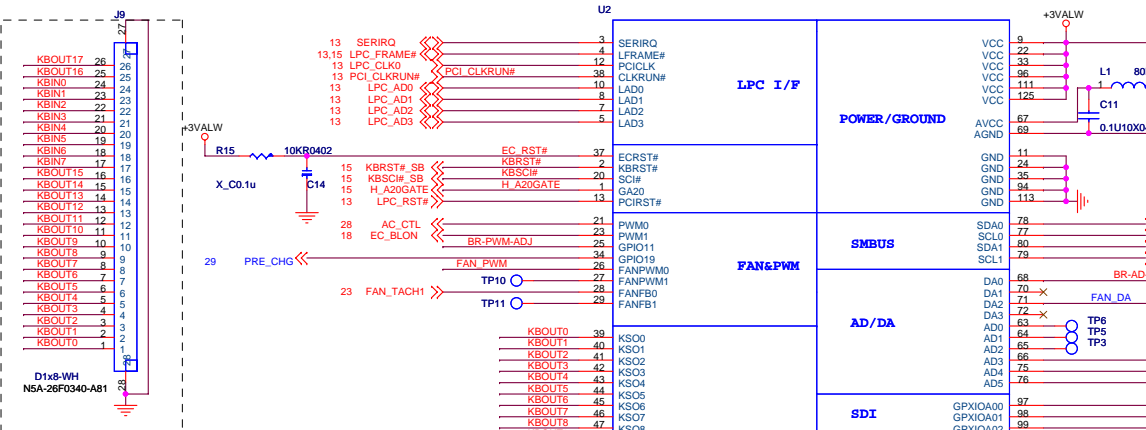 J9
27
27
KBOUT17 26 26
KBOUT16 25 25
KBIN0 24 24
KBIN1 23 23
KBIN2 22 22
KBIN3 21 21
KBIN4 20 20
KBIN5 19 19
KBIN6 18 18
KBIN7 17 17
KBOUT15 16 16
KBOUT14 15 15
KBOUT13 14 14
KBOUT12 13 13
KBOUT11 12 12
KBOUT10 11 11
KBOUT9 10 10
KBOUT8 9 9
KBOUT7 8 8
KBOUT6 7 7
KBOUT5 6 6
KBOUT4 5 5
KBOUT3 4 4
KBOUT2 3 3
KBOUT1 2 2
KBOUT0 1 1
28
28
D1x8-WH
N5A-26F0340-A81
+3VALW
R15 10KR0402
X_C0.1u C14
U2
13 SERIRQ 3 SERIRQ
13,15 LPC_FRAME# 4 LFRAME#
13 LPC_CLK0 12 PCICLK
13 PCI_CLKRUN# PCI_CLKRUN# 38 CLKRUN#
13 LPC_AD0 10 LAD0
13 LPC_AD1 8 LAD1
13 LPC_AD2 7 LAD2
13 LPC_AD3 5 LAD3
EC_RST# 37 ECRST#
15 KBRST#_SB KBRST# 2 KBRST#
15 KBSCI#_SB KBSCI# 20 SCI#
15 H_A20GATE H_A20GATE 1 GA20
13 LPC_RST# 13 PCIRST#
28 AC_CTL 21 PWM0
18 EC_BLON 23 PWM1
BR-PWM-ADJ 25 GPIO11
29 PRE_CHG 34 GPIO19
FAN_PWM 26 FANPWM0
TP10 27 FANPWM1
23 FAN_TACH1 28 FANFB0
TP11 29 FANFB1
KBOUT0 39 KSO0
KBOUT1 40 KSO1
KBOUT2 41 KSO2
KBOUT3 42 KSO3
KBOUT4 43 KSO4
KBOUT5 44 KSO5
KBOUT6 45 KSO6
KBOUT7 46 KSO7
KBOUT8 47 KSO8
LPC I/F
POWER/GROUND
FAN&PWM
SMBUS
AD/DA
SDI
+3VALW
VCC 9
VCC 22
VCC 33
VCC 96
VCC 111
VCC 125
L1 80
1
C11
0.1U10X04
AVCC 67
AGND 69
GND 11
GND 24
GND 35
GND 94
GND 113
SDA0 78
SCL0 77
SDA1 80
SCL1 79
DA0 68 BR-AD
DA1 70
DA2 71 FAN_DA
DA3 72
AD0 63 TP6
AD1 64 TP5
AD2 65 TP3
AD3 66
AD4 75
AD5 76
GPXIOA00 97
GPXIOA01 98
GPXIOA02 99